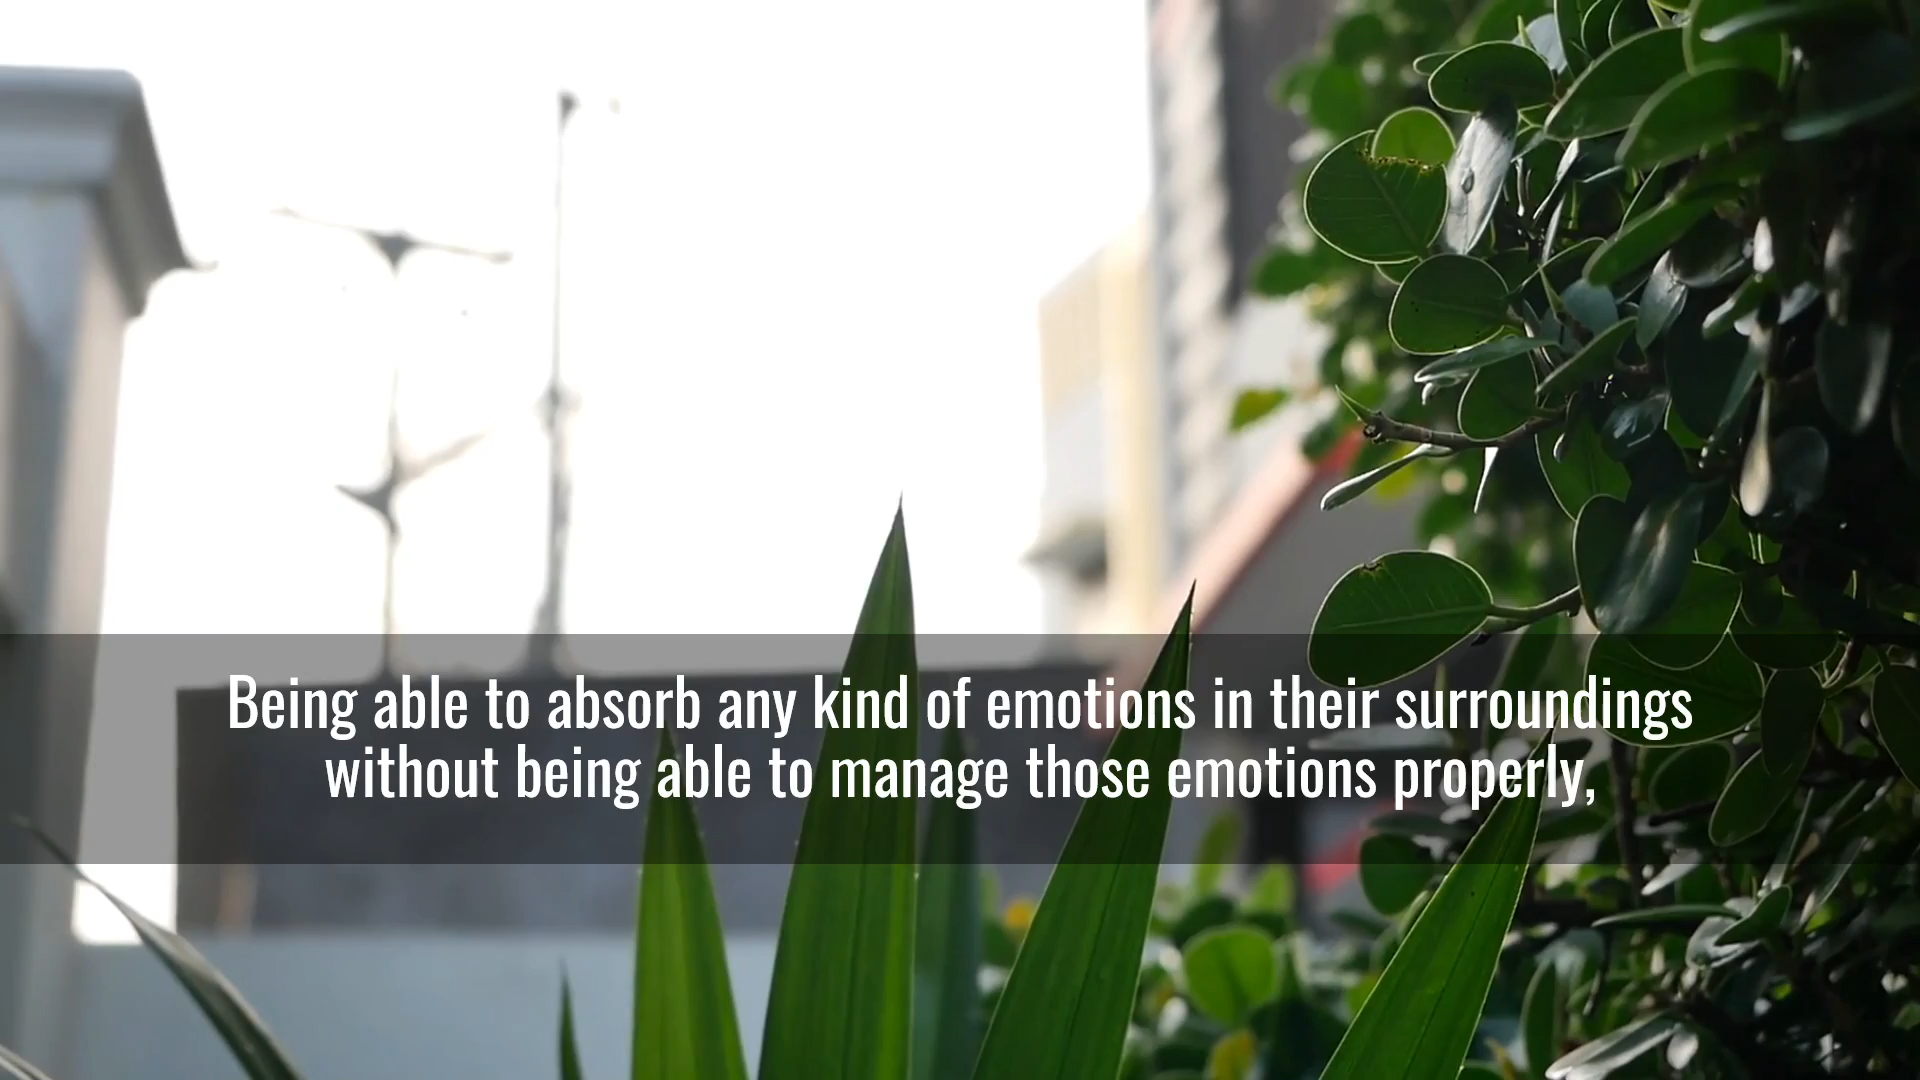 Being able to absorb any kind of emotions in their surroundings
without being able to manage those emotions properly,